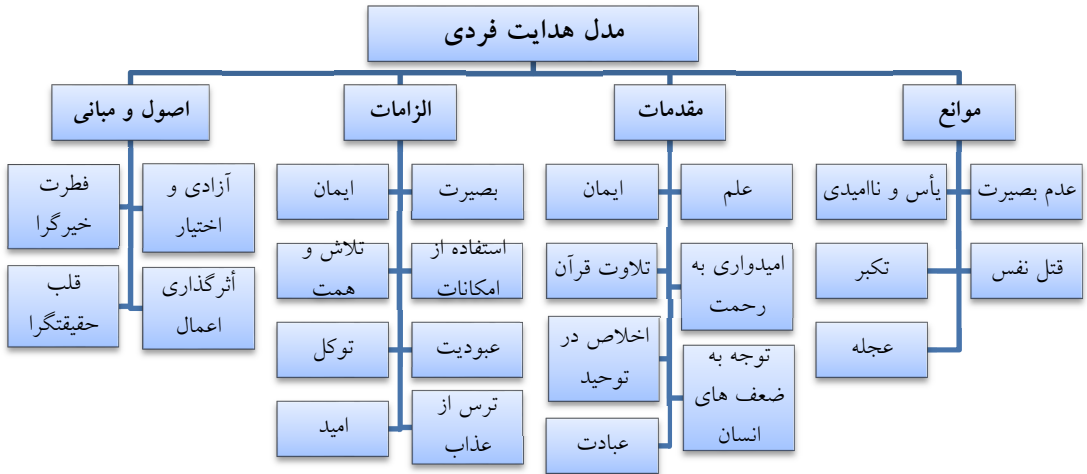 مدل هدایت فردی
موانع
مقدمات
الزامات
اصول و مبانی
عدم بصیرت
یأس و ناامیدی
قتل نفس
تکبر
عجله
علم
ایمان
امیدواری به
رحمت
تلاوت قرآن
توجه به
ضعف های
انسان
اخلاص در
توحید
عبادت
بصیرت
ایمان
استفاده از
امکانات
تلاش و
همت
عبودیت
توکل
ترس از
عذاب
امید
آزادی و
اختیار
فطرت
خیرگرا
أثرگذاری
اعمال
قلب
حقیقتگرا